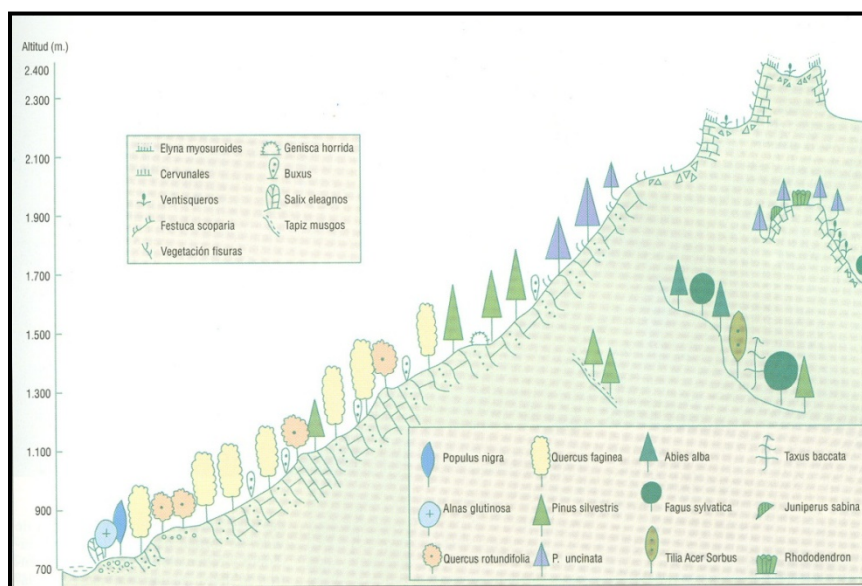 Altitud (m.)
2.400
2.300
2.100
1.900
1.700
1.500
1.300
1.100
900
800
700
Elyna myosuroides
Cervunales
Ventisqueros
Festuca scoparia
Vegetación fisuras
Genisca horrida
Buxus
Salix eleagnos
Tapiz musgos
Populus nigra
Alnas glutinosa
Quercus rotundifolia
Quercus faginea
Pinus silvestris
P. uncinata
Abies alba
Fagus sylvatica
Tilia Acer Sorbus
Taxus baccata
Juniperus sabina
Rhododendron